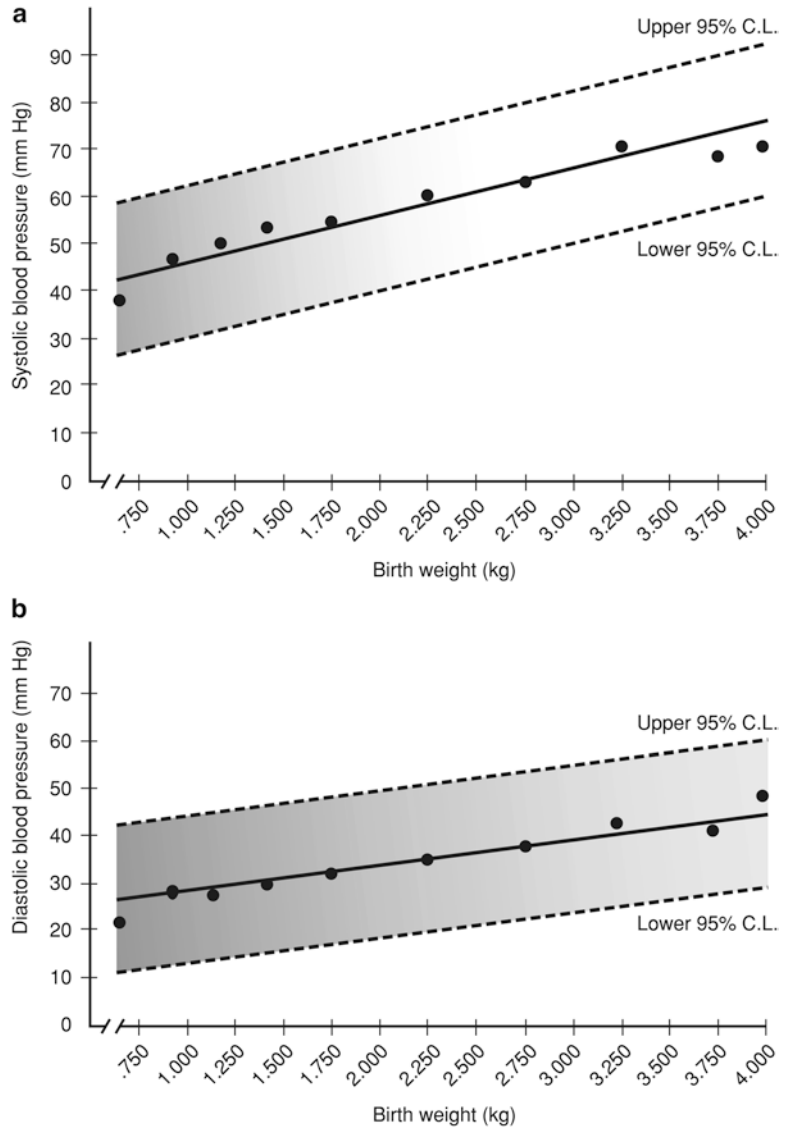 a
Upper 95% C.L.
90
80
70
60
50
40
30
20
10
0
Systolic blood pressure (mm Hg)
Lower 95% C.L.
.750 1.000 1.250 1.500 1.750 2.000 2.250 2.500 2.750 3.000 3.250 3.500 3.750 4.000
Birth weight (kg)
b
70
60
50
40
30
20
10
0
Diastolic blood pressure (mm Hg)
Upper 95% C.L.
Lower 95% C.L.
.750 1.000 1.250 1.500 1.750 2.000 2.250 2.500 2.750 3.000 3.250 3.500 3.750 4.000
Birth weight (kg)